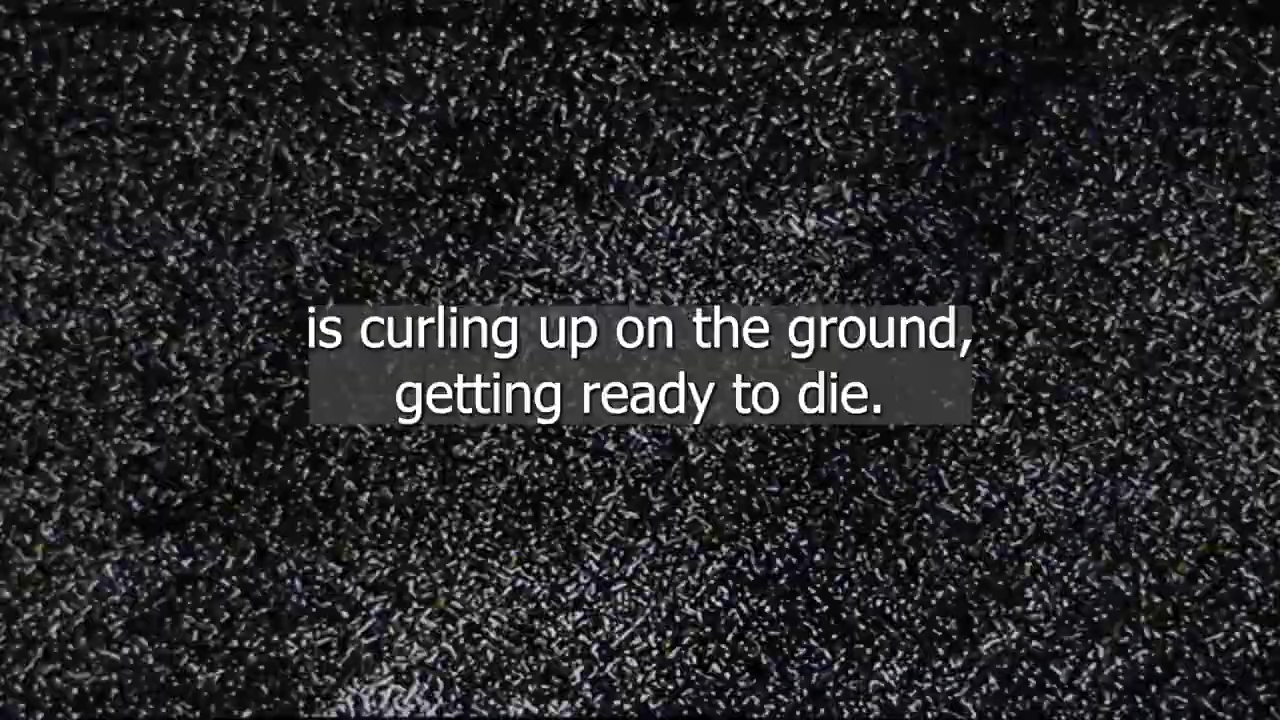 is curling up on the ground,
getting ready to die.